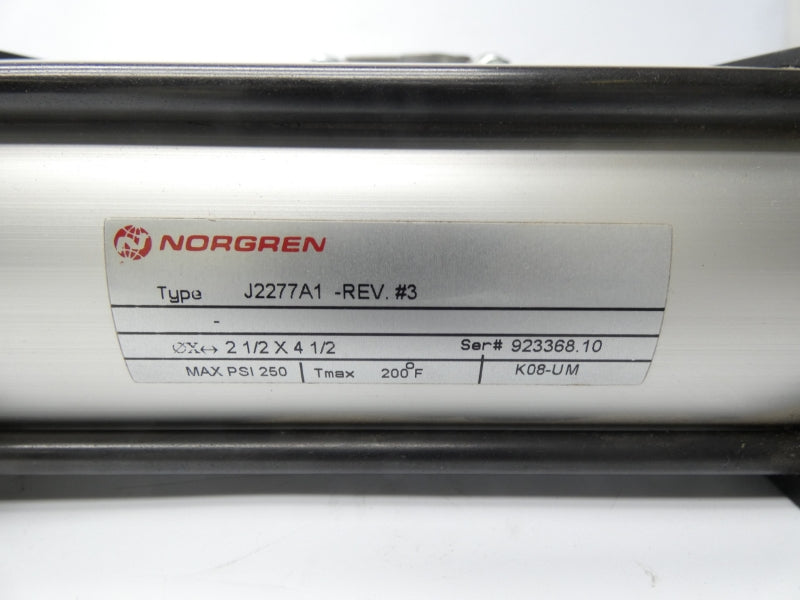 NORGREN
Type J2277A1 -REV. #3
-
ØX↔ 2 1/2 X 4 1/2 Ser# 923368.10
MAX PSI 250 Tmax 200°F K08-UM